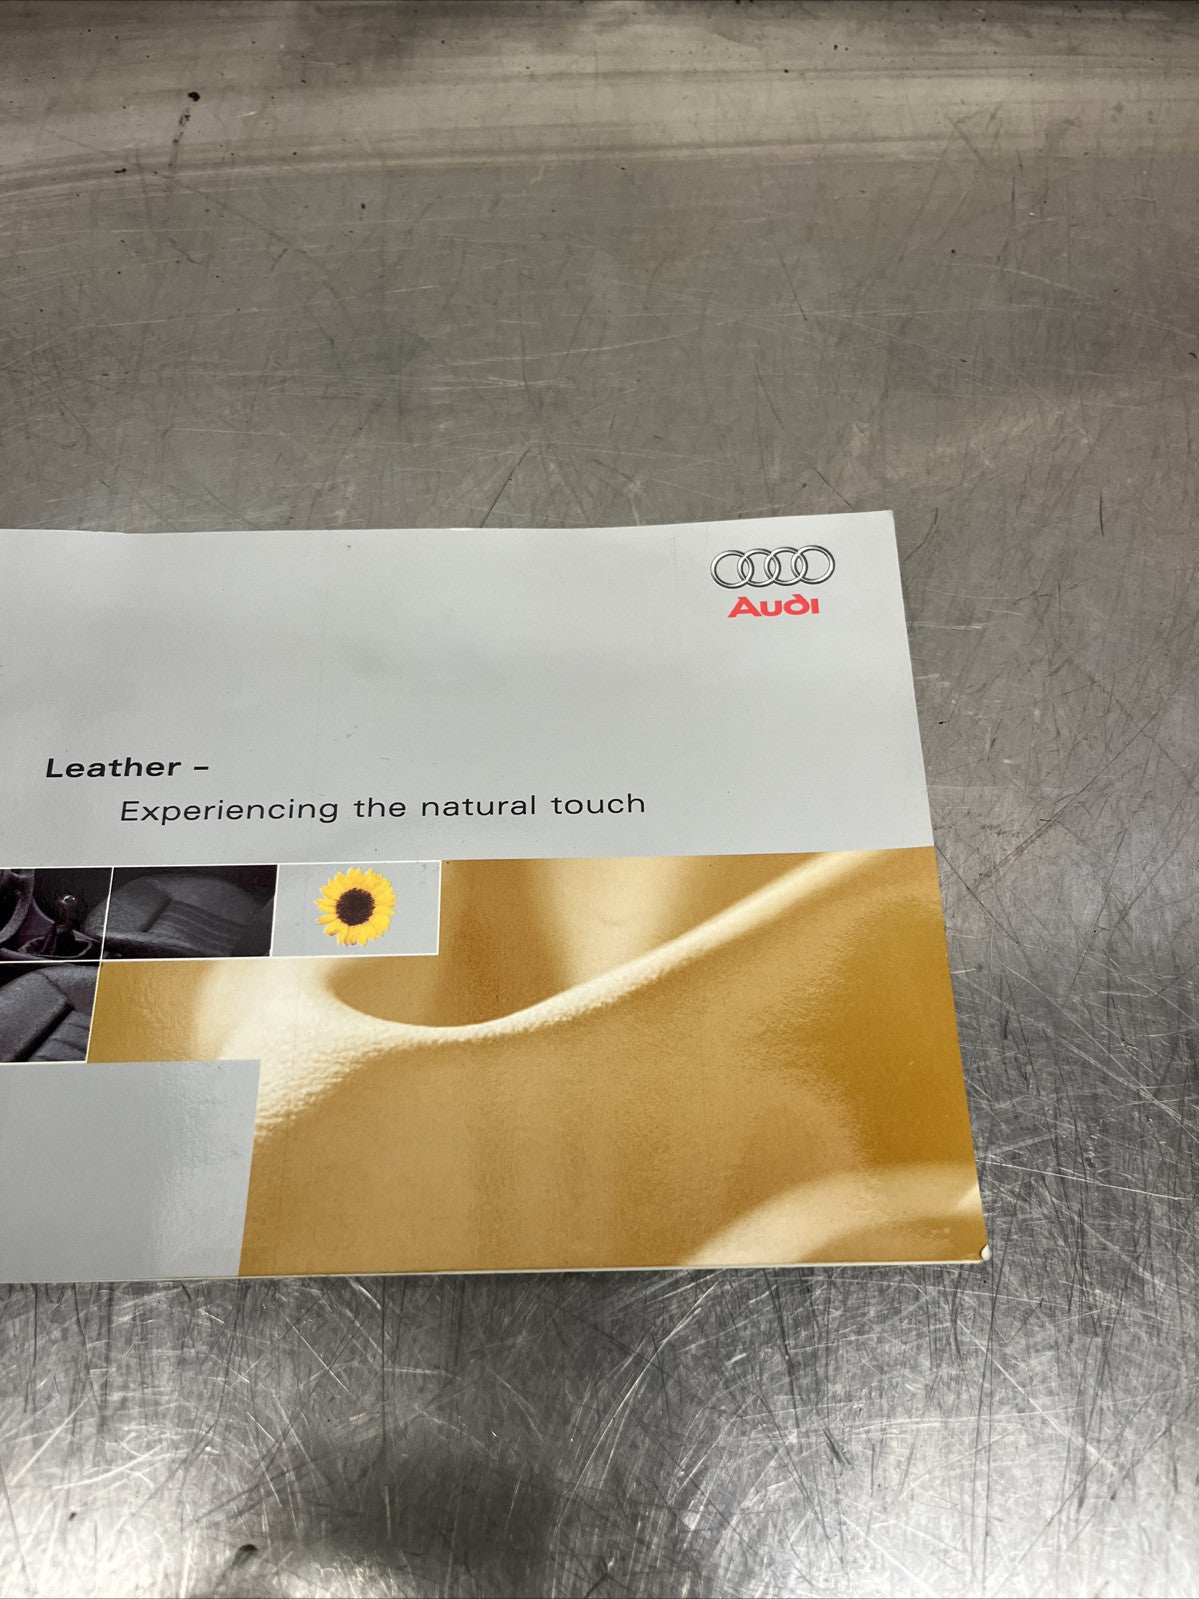 Audi
Leather –
Experiencing the natural touch